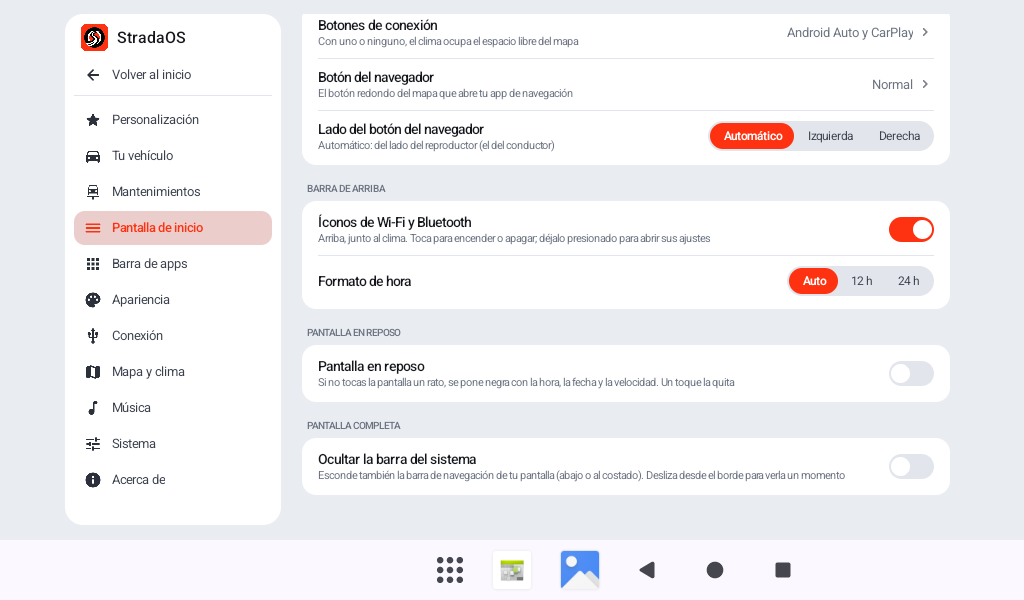 StradaOS
Volver al inicio
Personalización
Tu vehículo
Mantenimientos
Pantalla de inicio
Barra de apps
Apariencia
Conexión
Mapa y clima
Música
Sistema
Acerca de
Botones de conexión
Con uno o ninguno, el clima ocupa el espacio libre del mapa
Android Auto y CarPlay
Botón del navegador
El botón redondo del mapa que abre tu app de navegación
Normal
Lado del botón del navegador
Automático: del lado del reproductor (el del conductor)
Automático Izquierda Derecha
BARRA DE ARRIBA
Íconos de Wi-Fi y Bluetooth
Arriba, junto al clima. Toca para encender o apagar; déjalo presionado para abrir sus ajustes
Formato de hora
Auto 12 h 24 h
PANTALLA EN REPOSO
Pantalla en reposo
Si no tocas la pantalla un rato, se pone negra con la hora, la fecha y la velocidad. Un toque la quita
PANTALLA COMPLETA
Ocultar la barra del sistema
Esconde también la barra de navegación de tu pantalla (abajo o al costado). Desliza desde el borde para verla un momento